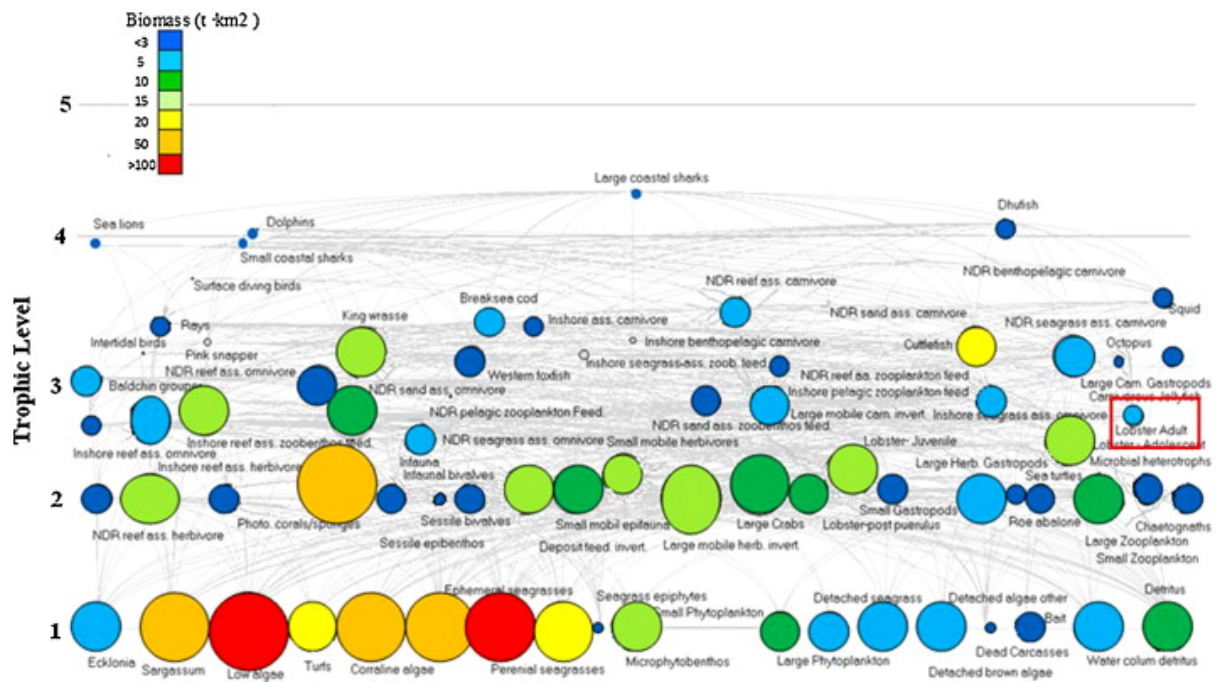 Biomass (t ·km2 )
<3
5
10
15
20
50
>100
5
Large coastal sharks
Sea lions
Dolphins
Dhufish
4
Small coastal sharks
NDR benthopelagic carnivore
Surface diving birds
NDR reef ass. carnivore
Breaksea cod
Squid
Rays
King wrasse
Inshore ass. carnivore
NDR sand ass. carnivore
NDR seagrass ass. carnivore
Intertidal birds
Pink snapper
Inshore benthopelagic carnivore
Cuttlefish
Octopus
NDR reef ass. omnivore
Inshore seagrass-ass. zoob. feed.
Western foxfish
NDR reef aa. zooplankton feed
Large Carn. Gastropods
3
Baldchin grouper
NDR sand ass. omnivore
Inshore pelagic zooplankton feed
Carnivorous Jellyfish
NDR pelagic zooplankton Feed.
Large mobile carn. invert.
Inshore seagrass ass. omnivore
NDR sand ass. zoobenthos feed.
Lobster Adult
Inshore reef ass. zoobenthos feed.
NDR seagrass ass. omnivore
Small mobile herbivores
Lobster- Juvenile
Lobster - Adolescent
Inshore reef ass. omnivore
Infauna
Large Herb. Gastropods
Microbial heterotrophs
Inshore reef ass. herbivore
Infaunal bivalves
Sea turtles
2
Photo. corals/sponges
Sessile bivalves
Small mobil epifauna
Large Crabs
Lobster-post puerulus
Small Gastropods
Roe abalone
Chaetognaths
NDR reef ass. herbivore
Sessile epibenthos
Deposit feed. invert.
Large mobile herb. invert.
Large Zooplankton
Small Zooplankton
Trophic Level
Ephemeral seagrasses
Seagrass epiphytes
Detached seagrass
Detached algae other
Detritus
Small Phytoplankton
Bait
1
Ecklonia
Sargassum
Low algae
Turfs
Corraline algae
Perenial seagrasses
Microphytobenthos
Large Phytoplankton
Dead Carcasses
Detached brown algae
Water colum detritus